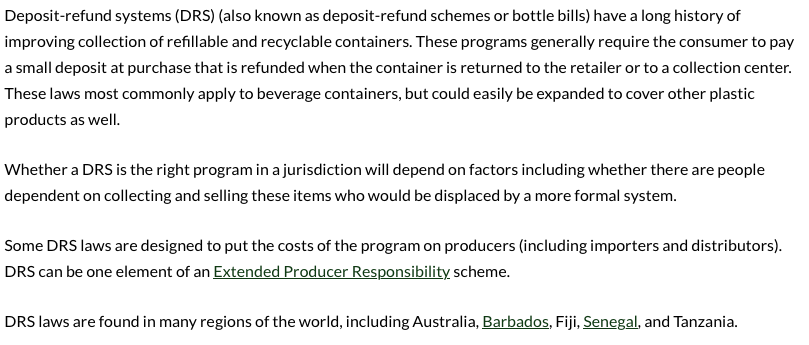 Deposit-refund systems (DRS) (also known as deposit-refund schemes or bottle bills) have a long history of
improving collection of refillable and recyclable containers. These programs generally require the consumer to pay
a small deposit at purchase that is refunded when the container is returned to the retailer or to a collection center.
These laws most commonly apply to beverage containers, but could easily be expanded to cover other plastic
products as well.
Whether a DRS is the right program in a jurisdiction will depend on factors including whether there are people
dependent on collecting and selling these items who would be displaced by a more formal system.
Some DRS laws are designed to put the costs of the program on producers (including importers and distributors).
DRS can be one element of an Extended Producer Responsibility scheme.
DRS laws are found in many regions of the world, including Australia, Barbados, Fiji, Senegal, and Tanzania.